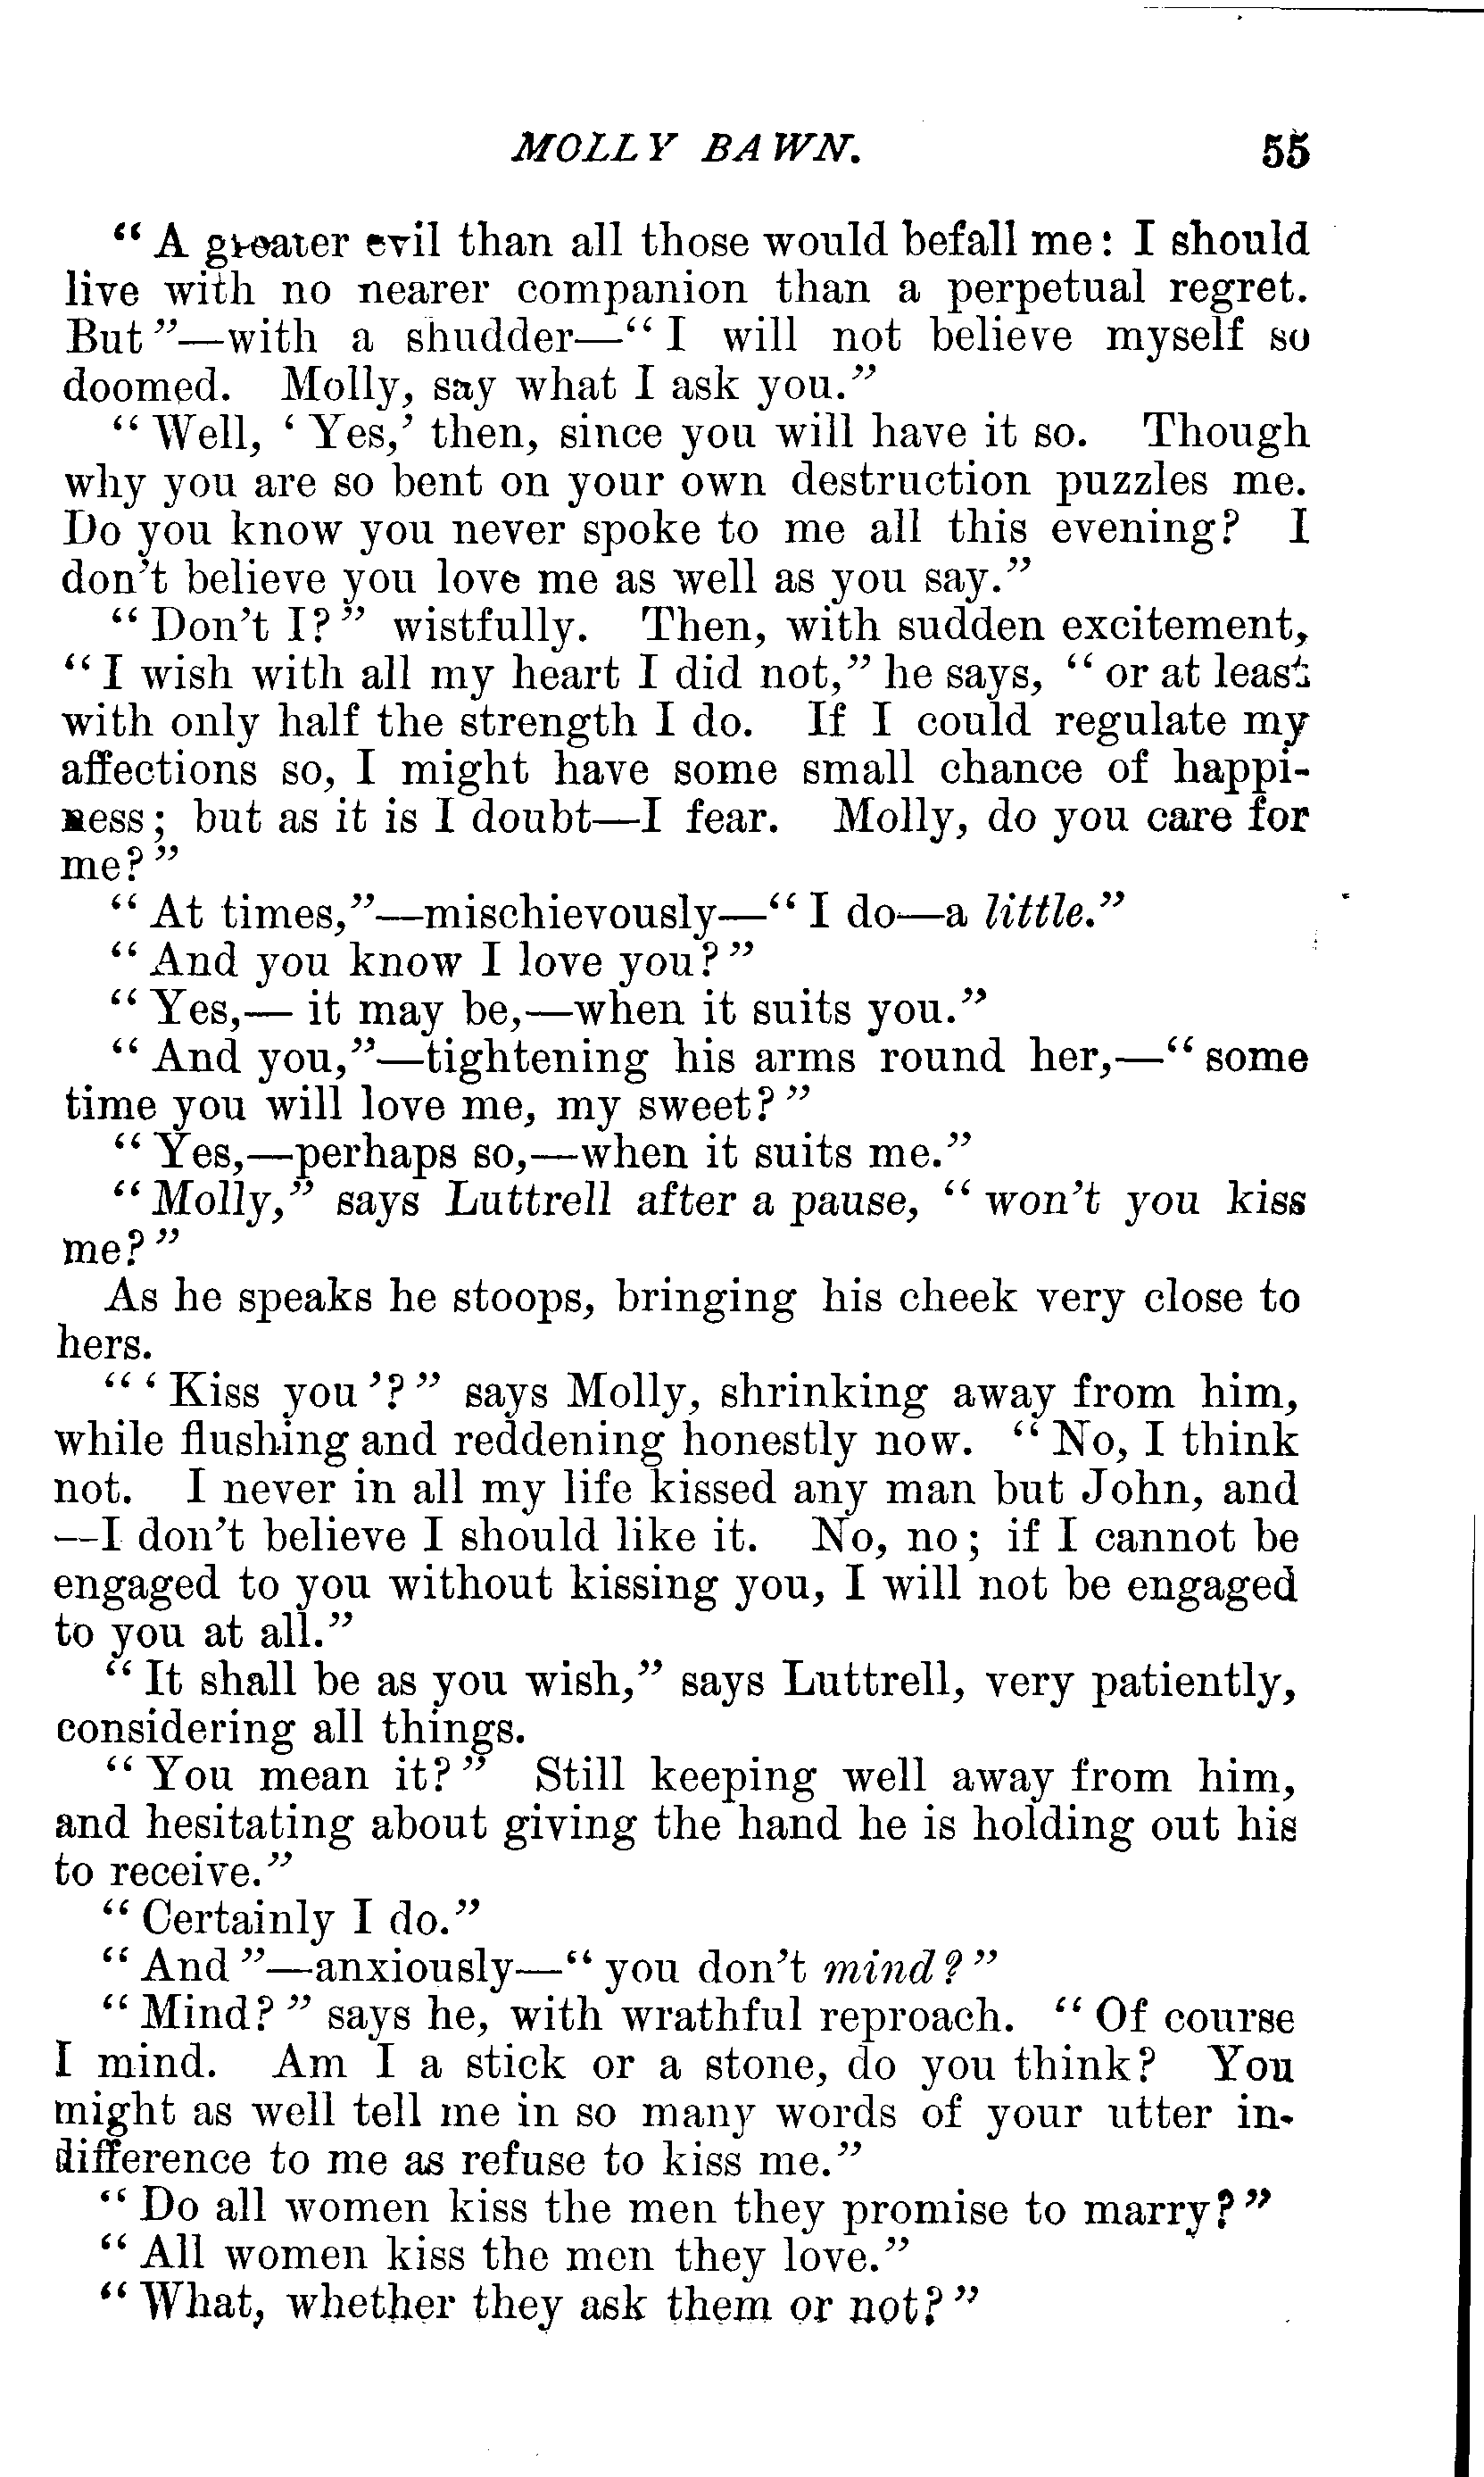 MOLLY BAWN. 55
“A greater evil than all those would befall me: I should
live with no nearer companion than a perpetual regret.
But”—with a shudder—“I will not believe myself so
doomed. Molly, say what I ask you.”
“Well, ‘Yes,’ then, since you will have it so. Though
why you are so bent on your own destruction puzzles me.
Do you know you never spoke to me all this evening? I
don’t believe you love me as well as you say.”
“Don’t I?” wistfully. Then, with sudden excitement,
“I wish with all my heart I did not,” he says, “or at least
with only half the strength I do. If I could regulate my
affections so, I might have some small chance of happi-
ness; but as it is I doubt—I fear. Molly, do you care for
me?”
“At times,”—mischievously—“I do—a little.”
“And you know I love you?”
“Yes,— it may be,—when it suits you.”
“And you,”—tightening his arms round her,—“some
time you will love me, my sweet?”
“Yes,—perhaps so,—when it suits me.”
“Molly,” says Luttrell after a pause, “won’t you kiss
me?”
As he speaks he stoops, bringing his cheek very close to
hers.
“‘Kiss you’?” says Molly, shrinking away from him,
while flushing and reddening honestly now. “No, I think
not. I never in all my life kissed any man but John, and
—I don’t believe I should like it. No, no; if I cannot be
engaged to you without kissing you, I will not be engaged
to you at all.”
“It shall be as you wish,” says Luttrell, very patiently,
considering all things.
“You mean it?” Still keeping well away from him,
and hesitating about giving the hand he is holding out his
to receive.”
“Certainly I do.”
“And”—anxiously—“you don’t mind?”
“Mind?” says he, with wrathful reproach. “Of course
I mind. Am I a stick or a stone, do you think? You
might as well tell me in so many words of your utter in-
difference to me as refuse to kiss me.”
“Do all women kiss the men they promise to marry?”
“All women kiss the men they love.”
“What, whether they ask them or not?”